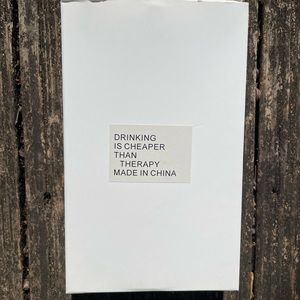 DRINKING
IS CHEAPER
THAN
THERAPY
MADE IN CHINA